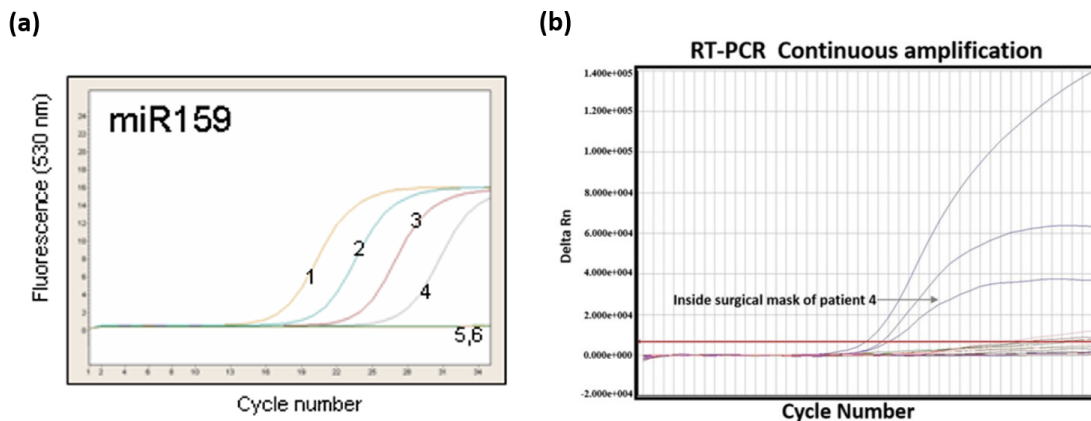 (a)
miR159
Fluorescence (530 nm)
24
22
20
18
16
14
12
10
8
6
4
2
0
1
2
3
4
5,6
1 2 4 6 8 10 13 16 19 22 25 28 31 34
Cycle number
(b)
RT-PCR Continuous amplification
Delta Rn
1.400e+005
1.200e+005
1.000e+005
8.000e+004
6.000e+004
4.000e+004
2.000e+004
0.000e+000
-2.000e+004
Inside surgical mask of patient 4
Cycle Number